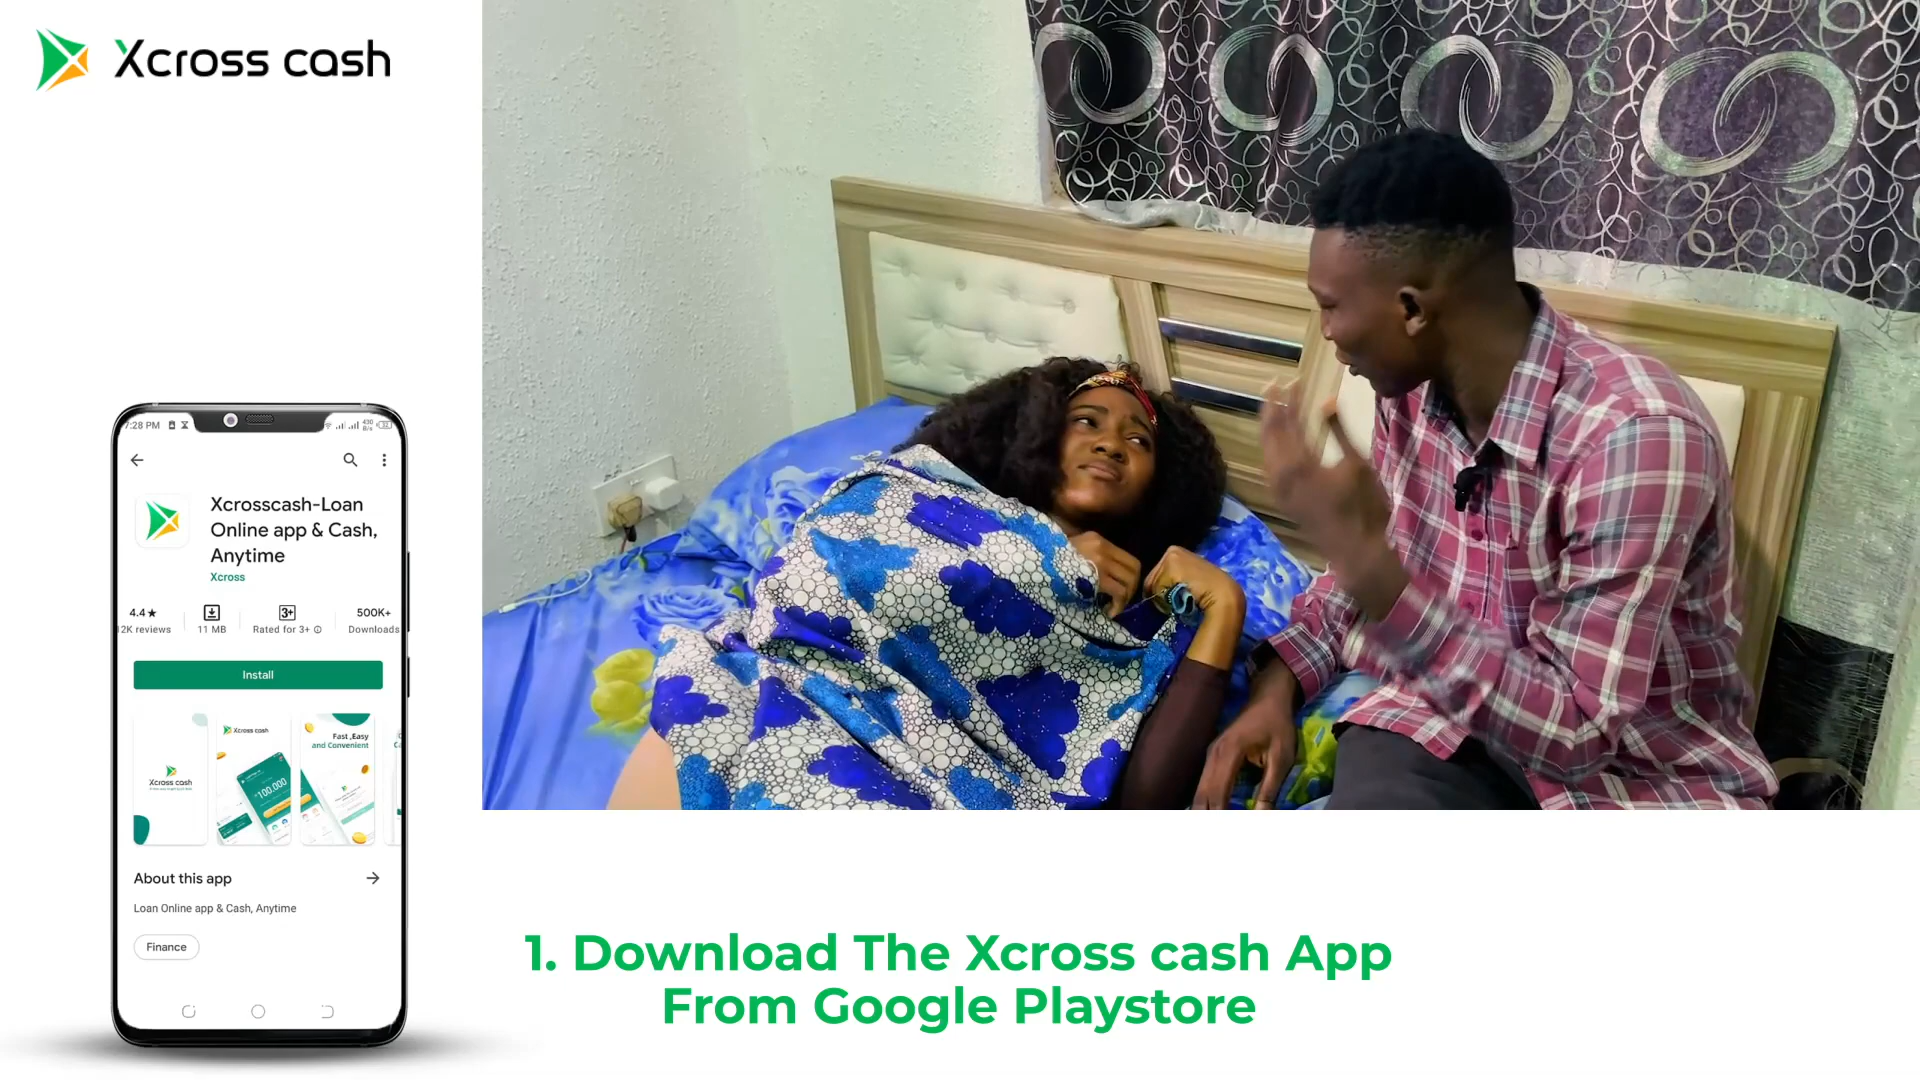 Xcross cash
7:28 PM
Xcrosscash-Loan
Online app & Cash,
Anytime
Xcross
4.4★
2K reviews
11 MB
3+
Rated for 3+
500K+
Downloads
Install
Xcross cash
Xcross cash
100,000
Fast ,Easy
and Convenient
About this app
Loan Online app & Cash, Anytime
Finance
1. Download The Xcross cash App
From Google Playstore